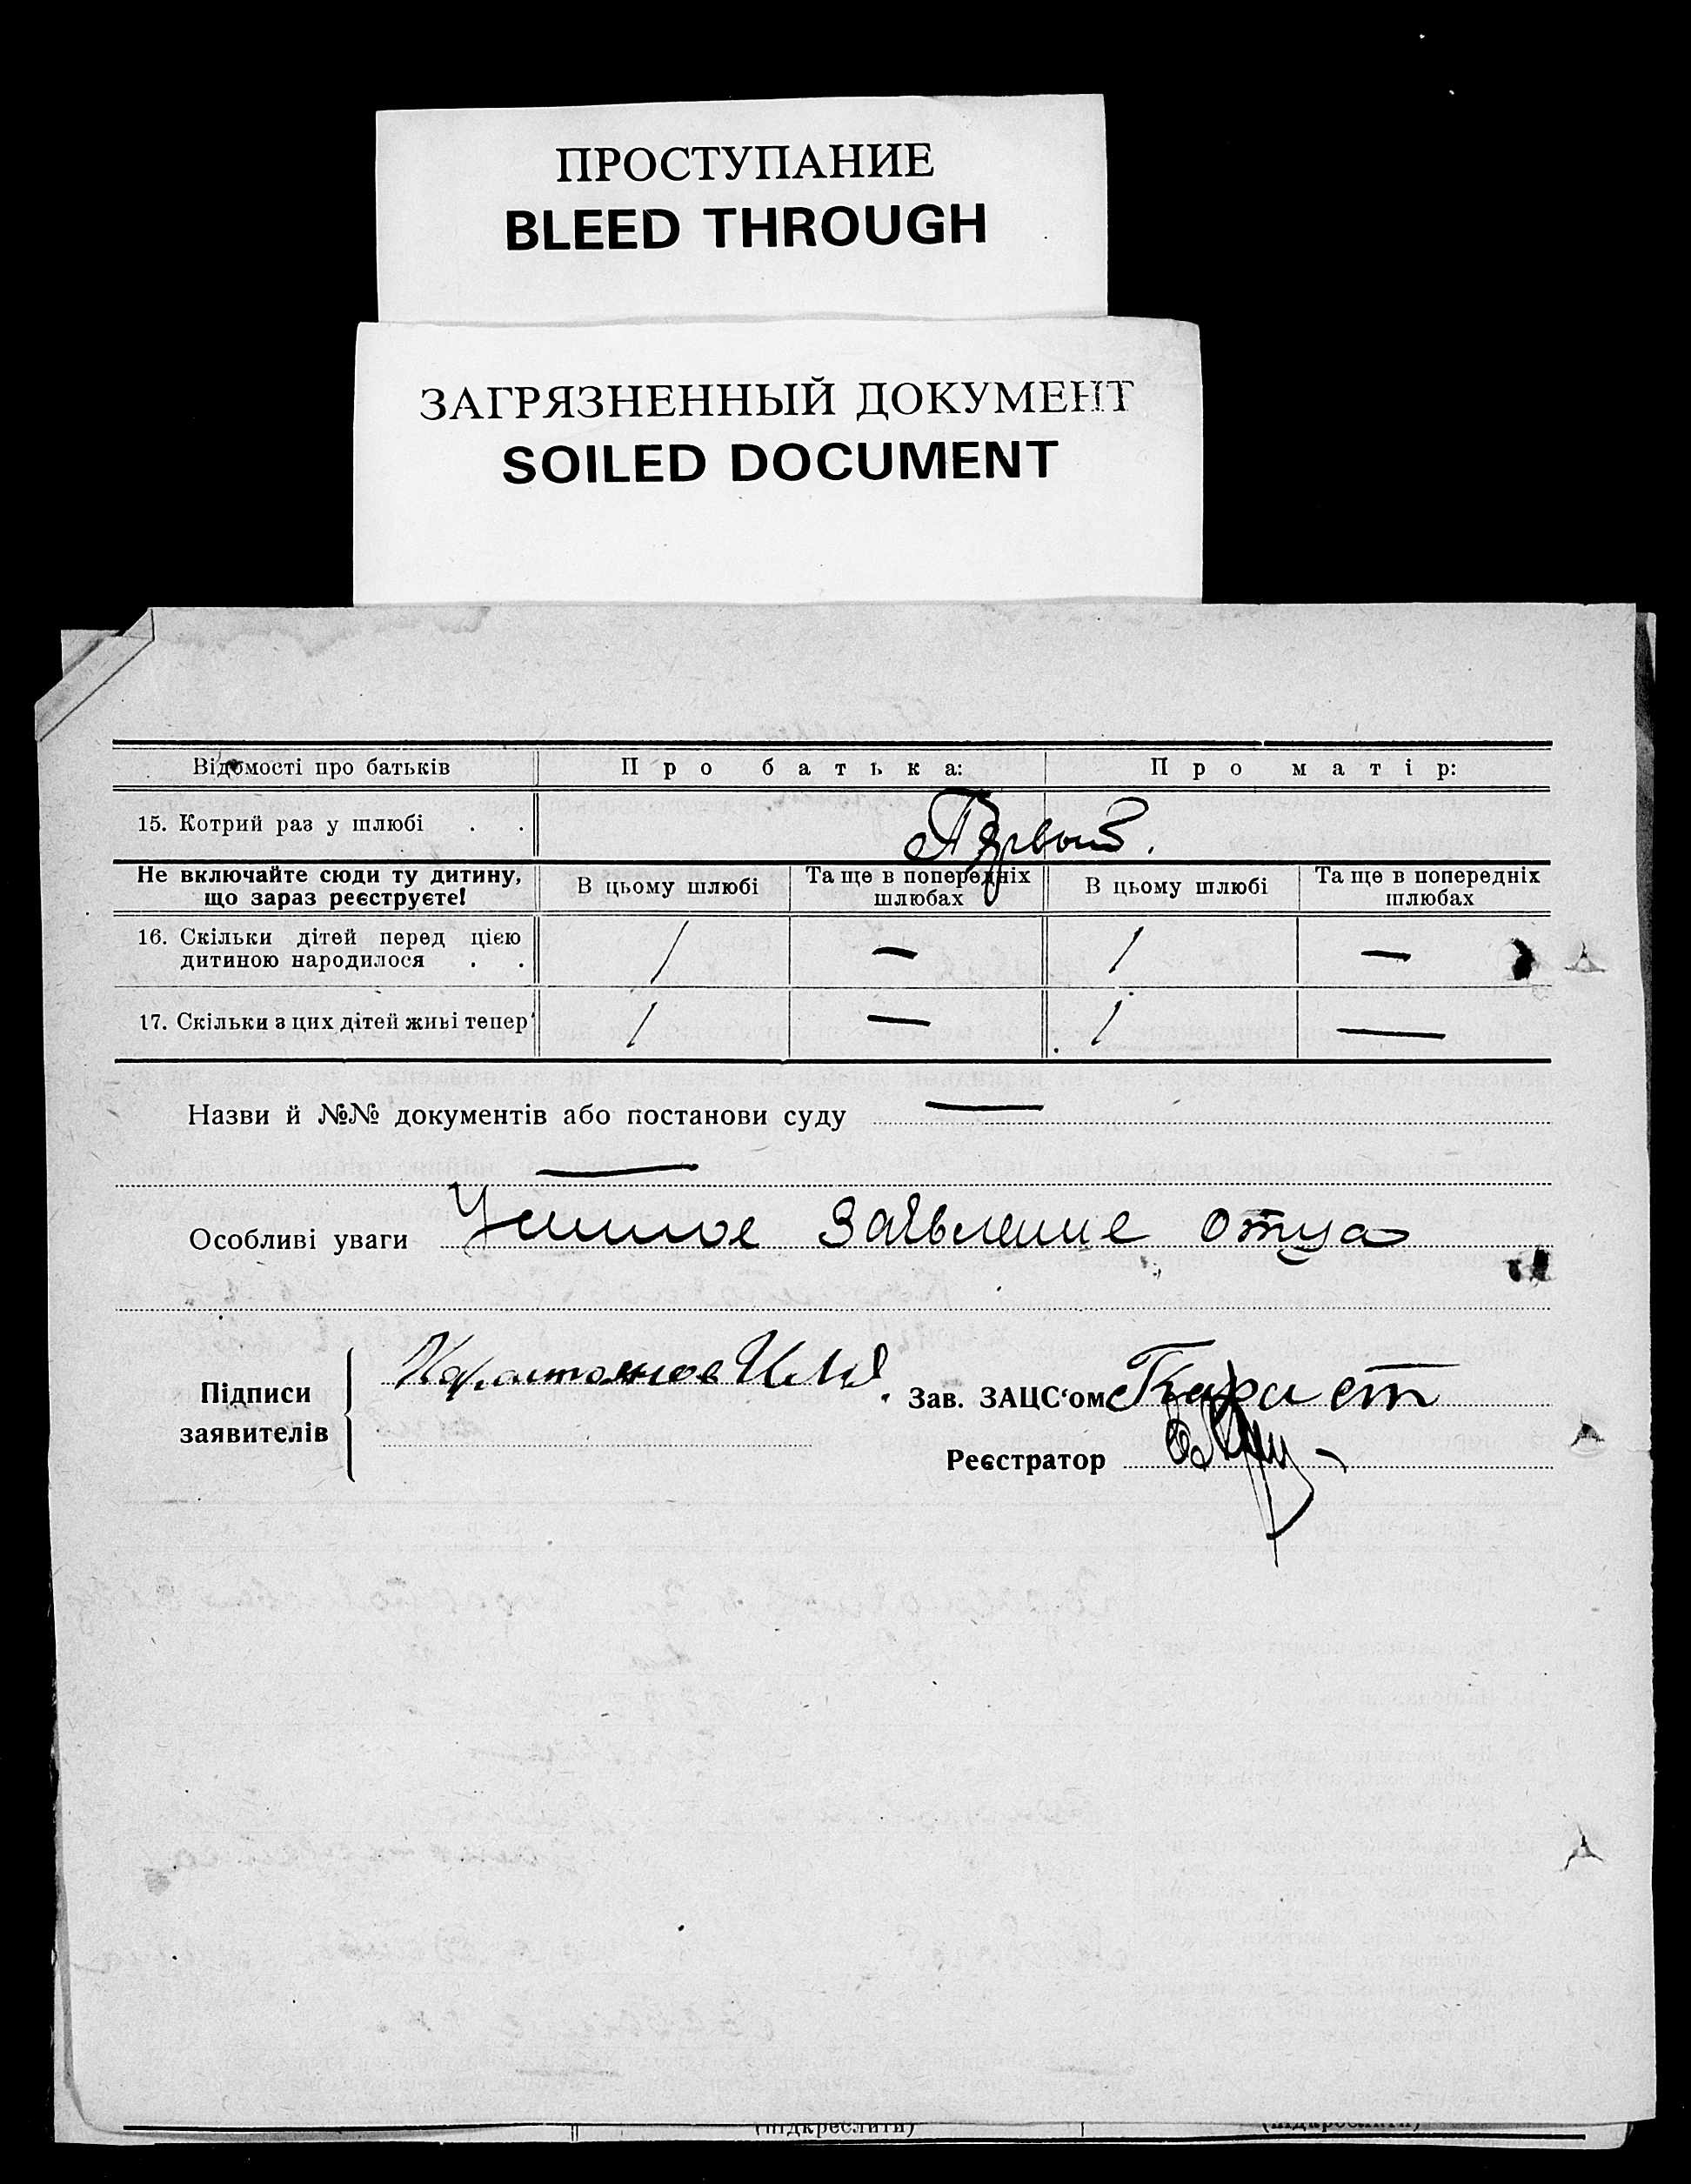 ПРОСТУПАНИЕ
BLEED THROUGH
ЗАГРЯЗНЕННЫЙ ДОКУМЕНТ
SOILED DOCUMENT
Відомості про батьків Про батька: Про матір:
15. Котрий раз у шлюбі . . Первый.
Не включайте сюди ту дитину, що зараз реєструєте! В цьому шлюбі Та ще в попередніх шлюбах В цьому шлюбі Та ще в попередніх шлюбах
16. Скільки дітей перед цією
дитиною народилося . . 1 — 1 —
17. Скільки з цих дітей живі тепер 1 — 1 —
Назви й №№ документів або постанови суду —
—
Особливі уваги Устное заявление отца
Підписи
заявителів
Зав. ЗАЦС‘ом
Реєстратор
(підкреслити) (підкреслити)